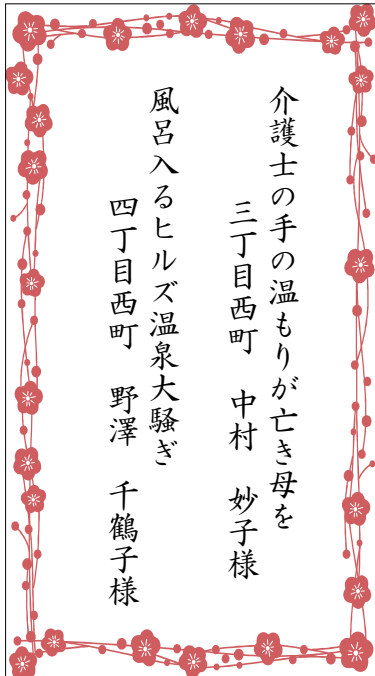 介護士の手の温もりが亡き母を
三丁目西町　中村　妙子様
風呂入るヒルズ温泉大騒ぎ
四丁目西町　野澤　千鶴子様